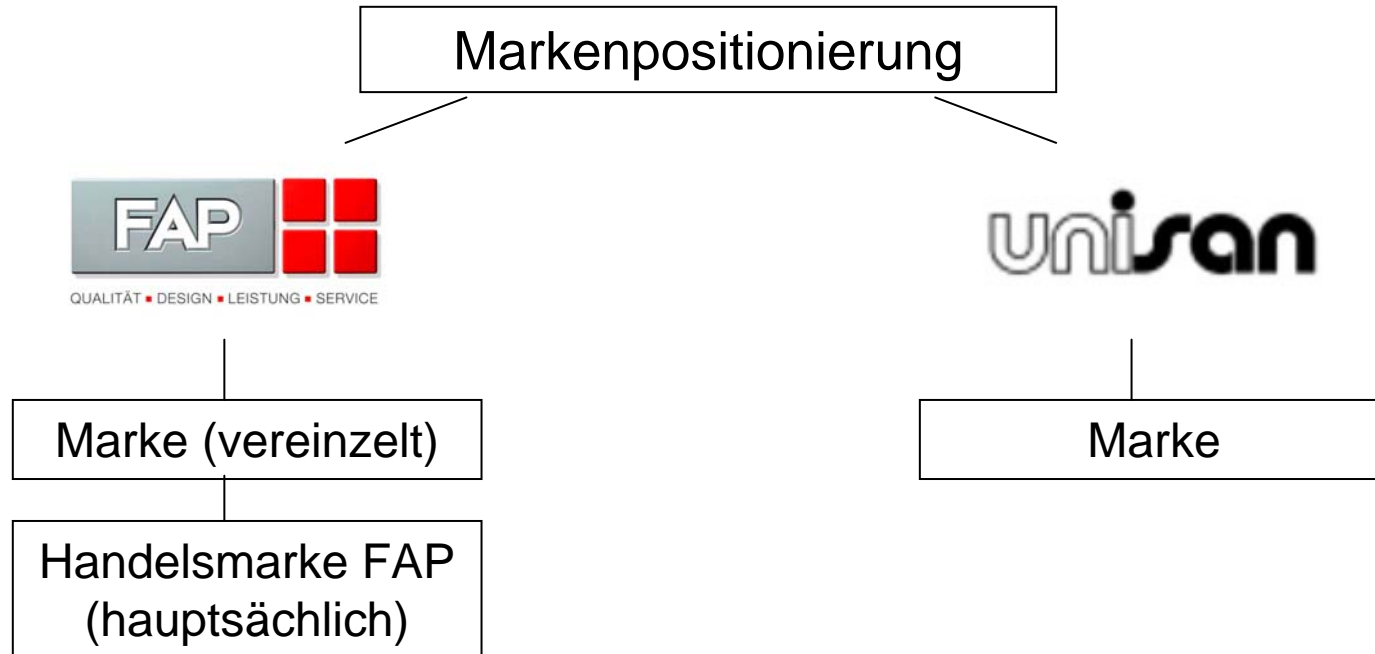 Markenpositionierung
FAP
QUALITÄT ▪ DESIGN ▪ LEISTUNG ▪ SERVICE
unisan
Marke (vereinzelt)
Marke
Handelsmarke FAP
(hauptsächlich)